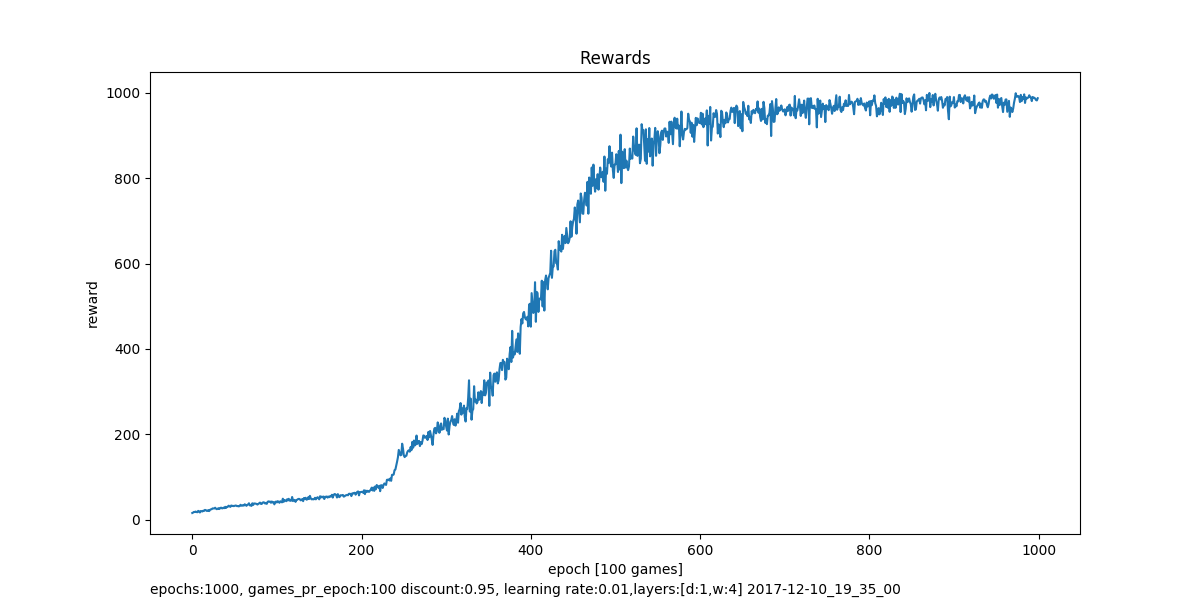 Rewards
1000
800
600
400
200
0
reward
0 200 400 600 800 1000
epoch [100 games]
epochs:1000, games_pr_epoch:100 discount:0.95, learning rate:0.01,layers:[d:1,w:4] 2017-12-10_19_35_00